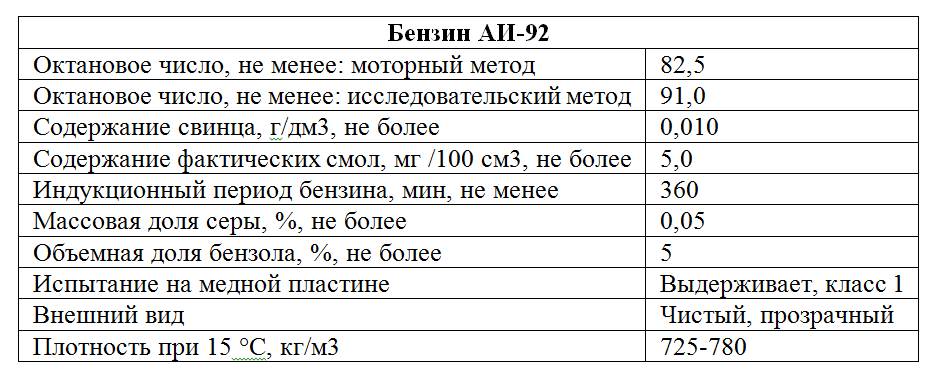 Бензин АИ-92
Октановое число, не менее: моторный метод 82,5
Октановое число, не менее: исследовательский метод 91,0
Содержание свинца, г/дм3, не более 0,010
Содержание фактических смол, мг /100 см3, не более 5,0
Индукционный период бензина, мин, не менее 360
Массовая доля серы, %, не более 0,05
Объемная доля бензола, %, не более 5
Испытание на медной пластине Выдерживает, класс 1
Внешний вид Чистый, прозрачный
Плотность при 15 °С, кг/м3 725-780